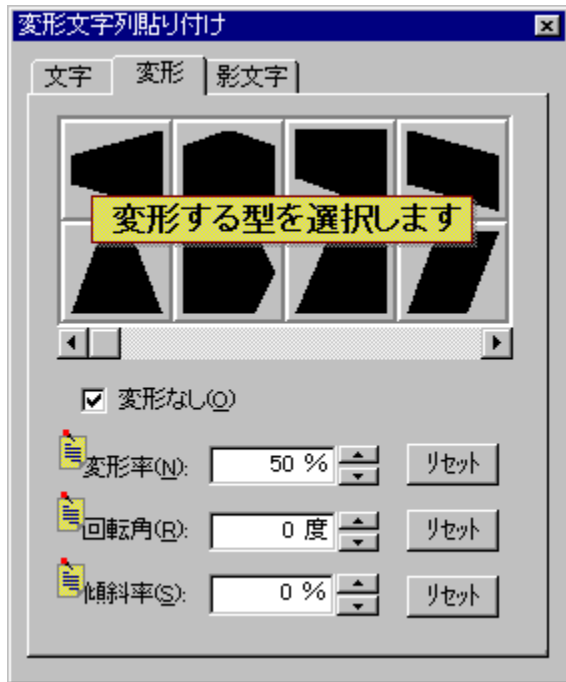 変形文字列貼り付け
文字 変形 影文字
変形する型を選択します
変形なし(O)
変形率(N): 50 % リセット
回転角(R): 0 度 リセット
傾斜率(S): 0 % リセット